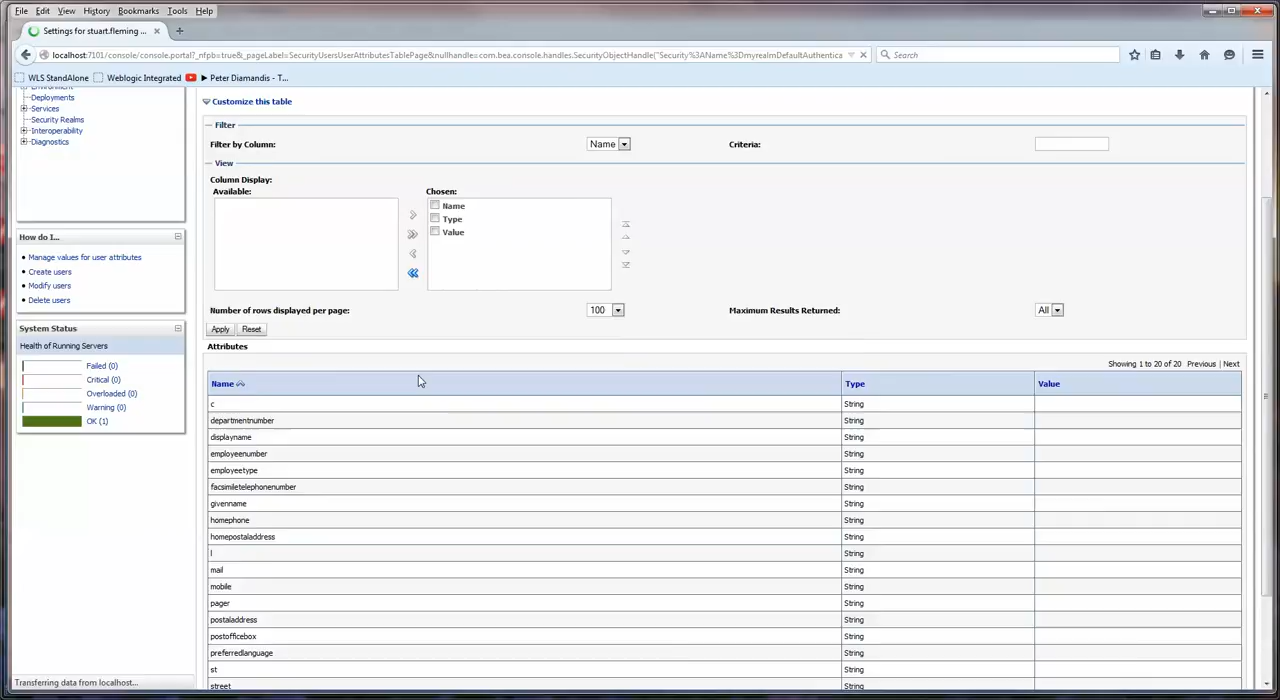 File Edit View History Bookmarks Tools Help
Settings for stuart.fleming ...
localhost:7101/console/console.portal?_nfpb=true&_pageLabel=SecurityUsersUserAttributesTablePage&nullhandle=com.bea.console.handles.SecurityObjectHandle("Security%3AName%3DmyrealmDefaultAuthentica
Search
WLS StandAlone Weblogic Integrated Peter Diamandis - T...
Environment
Deployments
Services
Security Realms
Interoperability
Diagnostics
How do I...
Manage values for user attributes
Create users
Modify users
Delete users
System Status
Health of Running Servers
Failed (0)
Critical (0)
Overloaded (0)
Warning (0)
OK (1)
Customize this table
Filter
Filter by Column: Name Criteria:
View
Column Display:
Available: Chosen:
Name
Type
Value
Number of rows displayed per page: 100 Maximum Results Returned: All
Apply Reset
Attributes
Showing 1 to 20 of 20 Previous | Next
Name Type Value
c String
departmentnumber String
displayname String
employeenumber String
employeetype String
facsimiletelephonenumber String
givenname String
homephone String
homepostaladdress String
l String
mail String
mobile String
pager String
postaladdress String
postofficebox String
preferredlanguage String
st String
street String
Transferring data from localhost...